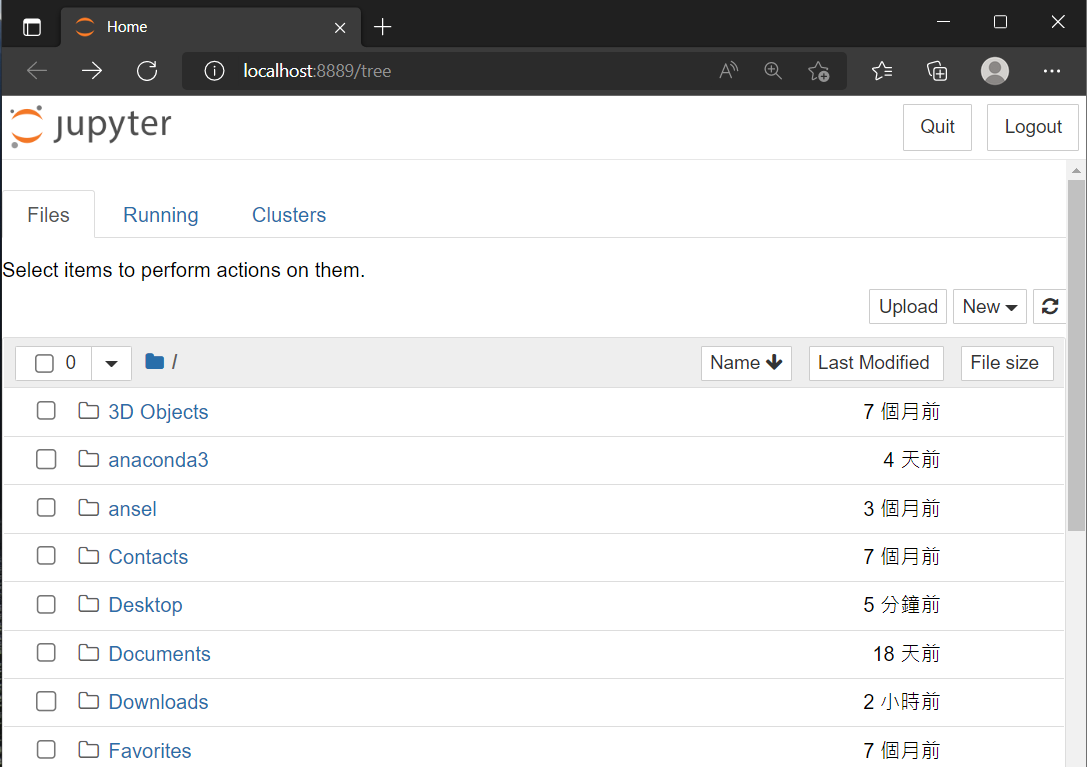 Home
localhost:8889/tree
jupyter
Quit Logout
Files Running Clusters
Select items to perform actions on them.
Upload New
0 / Name Last Modified File size
3D Objects 7 個月前
anaconda3 4 天前
ansel 3 個月前
Contacts 7 個月前
Desktop 5 分鐘前
Documents 18 天前
Downloads 2 小時前
Favorites 7 個月前